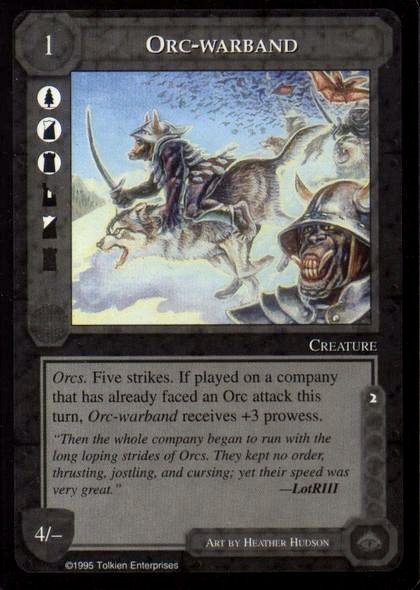 1
ORC-WARBAND
CREATURE
Orcs. Five strikes. If played on a company
that has already faced an Orc attack this
turn, Orc-warband receives +3 prowess.
2
“Then the whole company began to run with the
long loping strides of Orcs. They kept no order,
thrusting, jostling, and cursing; yet their speed was
very great.” —LotRIII
4/–
ART BY HEATHER HUDSON
©1995 Tolkien Enterprises